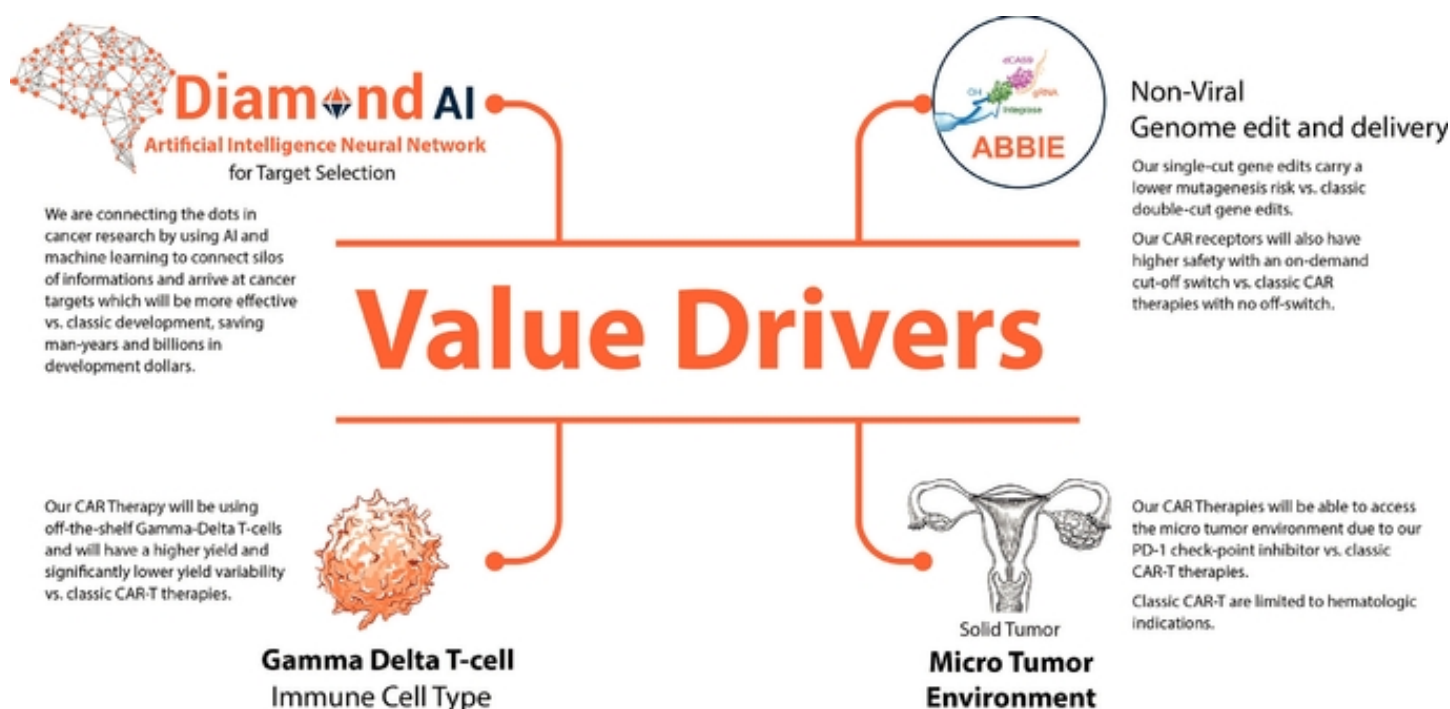 Diamond AI
Artificial Intelligence Neural Network
for Target Selection
We are connecting the dots in
cancer research by using AI and
machine learning to connect silos
of informations and arrive at cancer
targets which will be more effective
vs. classic development, saving
man-years and billions in
development dollars.
dCAS9
OH
gRNA
Integrase
ABBIE
Non-Viral
Genome edit and delivery
Our single-cut gene edits carry a
lower mutagenesis risk vs. classic
double-cut gene edits.
Our CAR receptors will also have
higher safety with an on-demand
cut-off switch vs. classic CAR
therapies with no off-switch.
Value Drivers
Our CAR Therapy will be using
off-the-shelf Gamma-Delta T-cells
and will have a higher yield and
significantly lower yield variability
vs. classic CAR-T therapies.
Gamma Delta T-cell
Immune Cell Type
Solid Tumor
Micro Tumor
Environment
Our CAR Therapies will be able to access
the micro tumor environment due to our
PD-1 check-point inhibitor vs. classic
CAR-T therapies.
Classic CAR-T are limited to hematologic
indications.